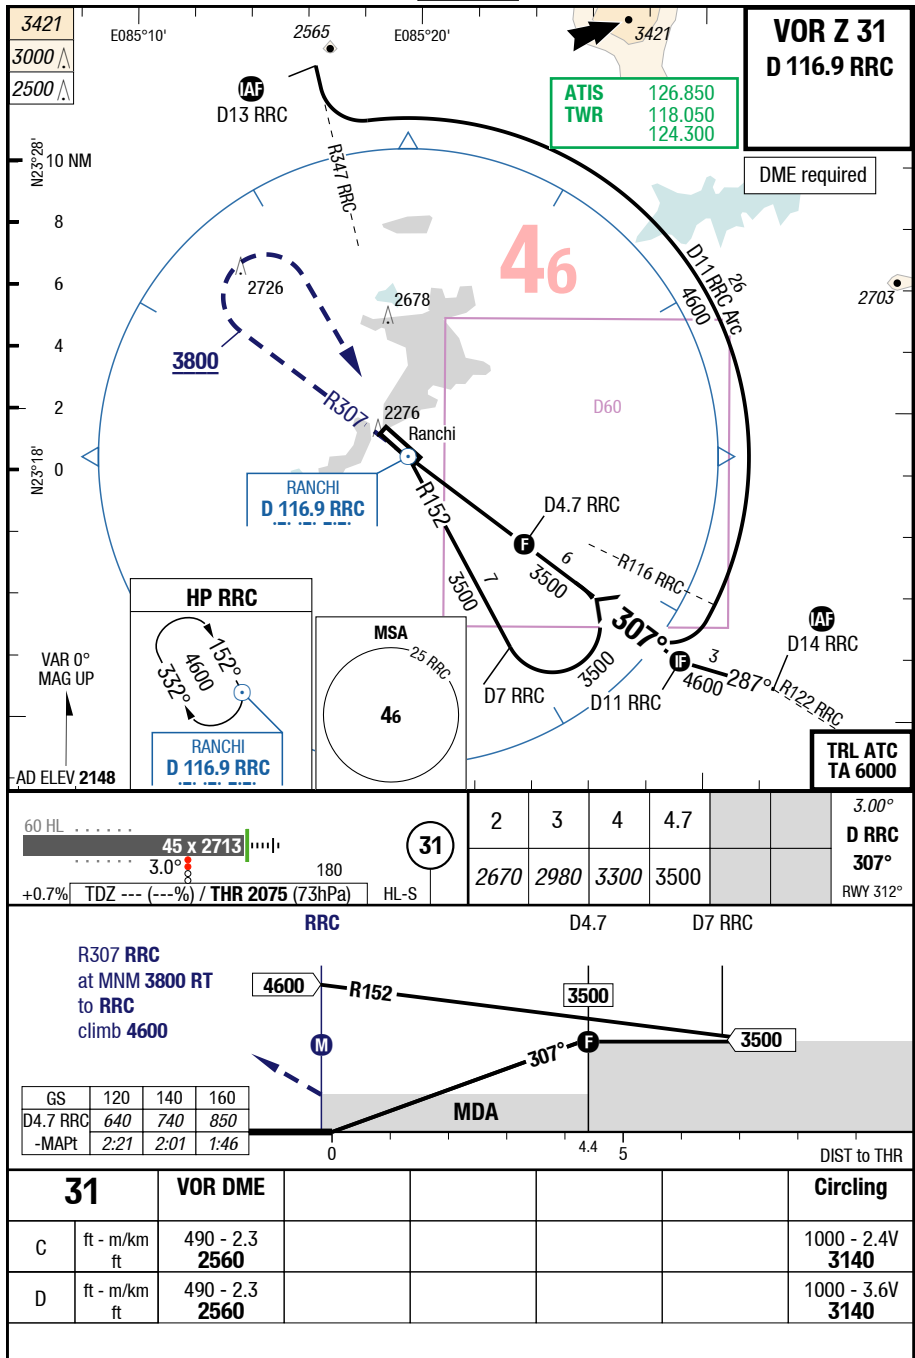 3421
3000
2500
E085°10'
2565
E085°20'
3421
VOR Z 31
D 116.9 RRC
ATIS 126.850
TWR 118.050
124.300
DME required
IAF
D13 RRC
R347 RRC
N23°28'
10 NM
8
6
4
2
0
N23°18'
46
D11 RRC Arc
26
4600
2703
2726
2678
3800
R307
2276
Ranchi
D60
RANCHI
D 116.9 RRC
R152
D4.7 RRC
F
6
3500
R116 RRC
7
3500
307°
IAF
D14 RRC
IF
3
4600
287°
R122 RRC
D7 RRC
3500
D11 RRC
HP RRC
152°
4600
332°
RANCHI
D 116.9 RRC
MSA
25 RRC
46
VAR 0°
MAG UP
AD ELEV 2148
TRL ATC
TA 6000
60 HL
45 x 2713
3.0°
180
+0.7% TDZ --- (---%) / THR 2075 (73hPa) HL-S
31
2 3 4 4.7
2670 2980 3300 3500
3.00°
D RRC
307°
RWY 312°
RRC D4.7 D7 RRC
R307 RRC
at MNM 3800 RT
to RRC
climb 4600
4600
R152
3500
M
307°
F
3500
MDA
GS 120 140 160
D4.7 RRC 640 740 850
-MAPt 2:21 2:01 1:46
0 4.4 5 DIST to THR
31 VOR DME Circling
C ft - m/km 490 - 2.3 1000 - 2.4V
ft 2560 3140
D ft - m/km 490 - 2.3 1000 - 3.6V
ft 2560 3140